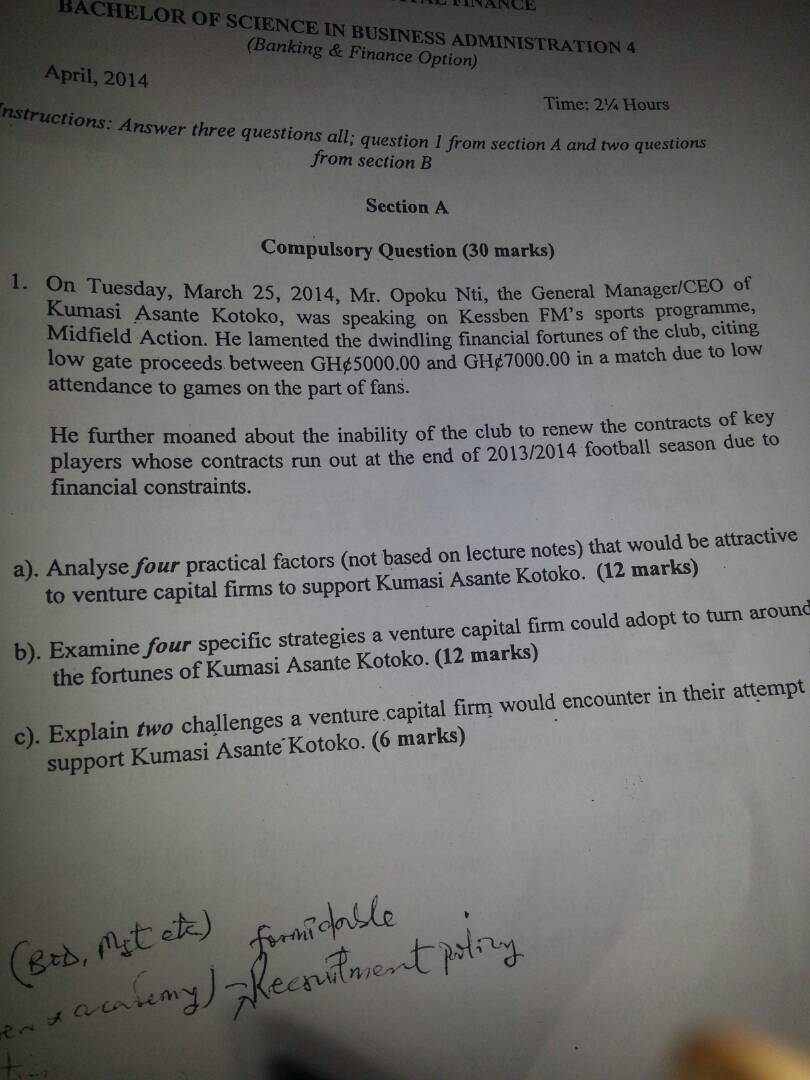 FINANCE
BACHELOR OF SCIENCE IN BUSINESS ADMINISTRATION 4
(Banking & Finance Option)
April, 2014
Time: 2¼ Hours
Instructions: Answer three questions all; question 1 from section A and two questions
from section B
Section A
Compulsory Question (30 marks)
1. On Tuesday, March 25, 2014, Mr. Opoku Nti, the General Manager/CEO of
Kumasi Asante Kotoko, was speaking on Kessben FM's sports programme,
Midfield Action. He lamented the dwindling financial fortunes of the club, citing
low gate proceeds between GH¢5000.00 and GH¢7000.00 in a match due to low
attendance to games on the part of fans.
He further moaned about the inability of the club to renew the contracts of key
players whose contracts run out at the end of 2013/2014 football season due to
financial constraints.
a). Analyse four practical factors (not based on lecture notes) that would be attractive
to venture capital firms to support Kumasi Asante Kotoko. (12 marks)
b). Examine four specific strategies a venture capital firm could adopt to turn around
the fortunes of Kumasi Asante Kotoko. (12 marks)
c). Explain two challenges a venture capital firm would encounter in their attempt
support Kumasi Asante Kotoko. (6 marks)
(BOD, Mgt etc) formidable
academy) - Recruitment policy